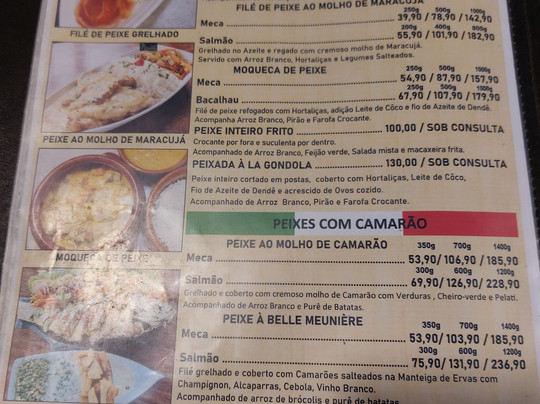 FILÉ DE PEIXE AO MOLHO DE MARACUJÁ
250g 500g 1000g
Meca 39,90 / 78,90 / 142,90
200g 400g 800g
Salmão 55,90 / 101,90 / 182,90
Grelhado no Azeite e regado com cremoso molho de Maracujá.
Servido com Arroz Branco, Hortaliças e Legumes Salteados.
FILÉ DE PEIXE GRELHADO
MOQUECA DE PEIXE
250g 500g 1000g
Meca 54,90 / 87,90 / 157,90
250g 500g 1000g
Bacalhau 67,90 / 107,90 / 179,90
Filé de peixe refogados com Hortaliças, adição Leite de Côco e fio de Azeite de Dendê.
Acompanha Arroz Branco, Pirão e Farofa Crocante.
PEIXE INTEIRO FRITO 100,00 / SOB CONSULTA
Crocante por fora e suculenta por dentro.
Acompanhado de Arroz Branco, Feijão verde, Salada mista e macaxeira frita.
PEIXE AO MOLHO DE MARACUJÁ
PEIXADA À LA GONDOLA 130,00 / SOB CONSULTA
Peixe inteiro cortado em postas, coberto com Hortaliças, Leite de Côco,
Fio de Azeite de Dendê e acrescido de Ovos cozido.
Acompanhado de Arroz Branco, Pirão e Farofa Crocante.
PEIXES COM CAMARÃO
PEIXE AO MOLHO DE CAMARÃO 350g 700g 1400g
Meca 53,90/ 106,90 / 185,90
300g 600g 1200g
Salmão 69,90/ 126,90 / 228,90
Grelhado e coberto com cremoso molho de Camarão com Verduras , Cheiro-verde e Pelati.
Acompanhado de Arroz Branco e Purê de Batatas.
MOQUECA DE PEIXE
PEIXE À BELLE MEUNIÈRE 350g 700g 1400g
Meca 53,90/ 103,90 / 185,90
300g 600g 1200g
Salmão 75,90/ 131,90 / 236,90
Filé grelhado e coberto com Camarões salteados na Manteiga de Ervas com
Champignon, Alcaparras, Cebola, Vinho Branco.
Acompanhado de arroz de brócolis e purê de batatas